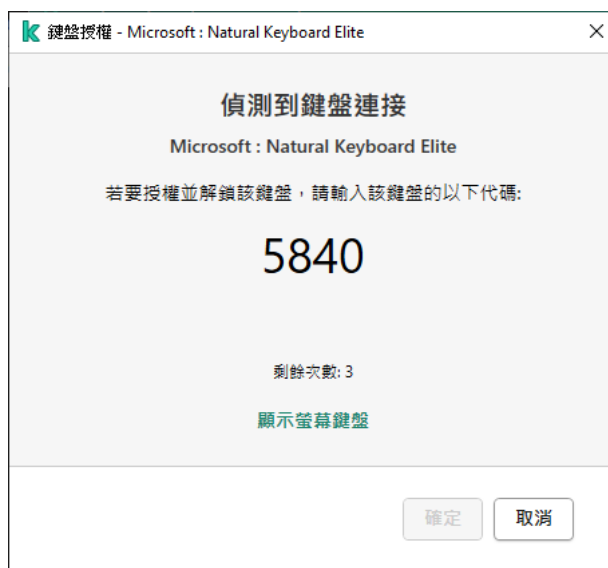 鍵盤授權 - Microsoft : Natural Keyboard Elite
偵測到鍵盤連接
Microsoft : Natural Keyboard Elite
若要授權並解鎖該鍵盤，請輸入該鍵盤的以下代碼:
5840
剩餘次數: 3
顯示螢幕鍵盤
確定 取消